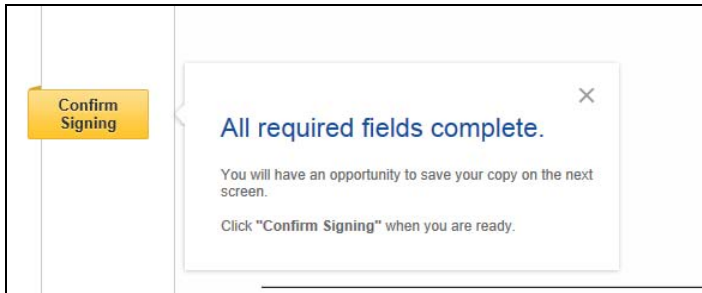 Confirm
Signing
All required fields complete.
You will have an opportunity to save your copy on the next
screen.
Click "Confirm Signing" when you are ready.